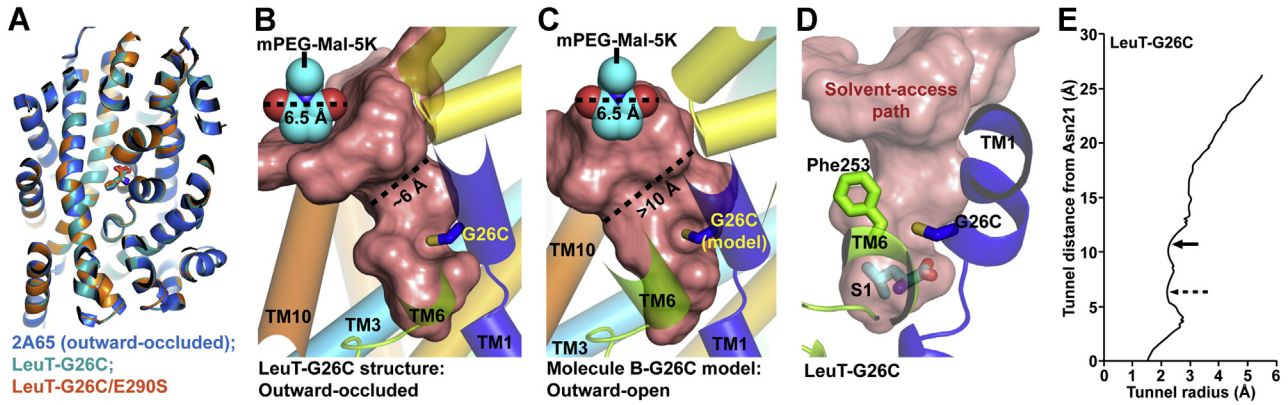 A
2A65 (outward-occluded);
LeuT-G26C;
LeuT-G26C/E290S
B
mPEG-Mal-5K
6.5 Å
~6 Å
G26C
TM10
TM3
TM6
TM1
LeuT-G26C structure:
Outward-occluded
C
mPEG-Mal-5K
6.5 Å
>10 Å
G26C
(model)
TM10
TM6
TM3
TM1
Molecule B-G26C model:
Outward-open
D
Solvent-access
path
TM1
Phe253
G26C
TM6
S1
LeuT-G26C
E
LeuT-G26C
Tunnel distance from Asn21 (Å)
30
25
20
15
10
5
0
0 1 2 3 4 5 6
Tunnel radius (Å)